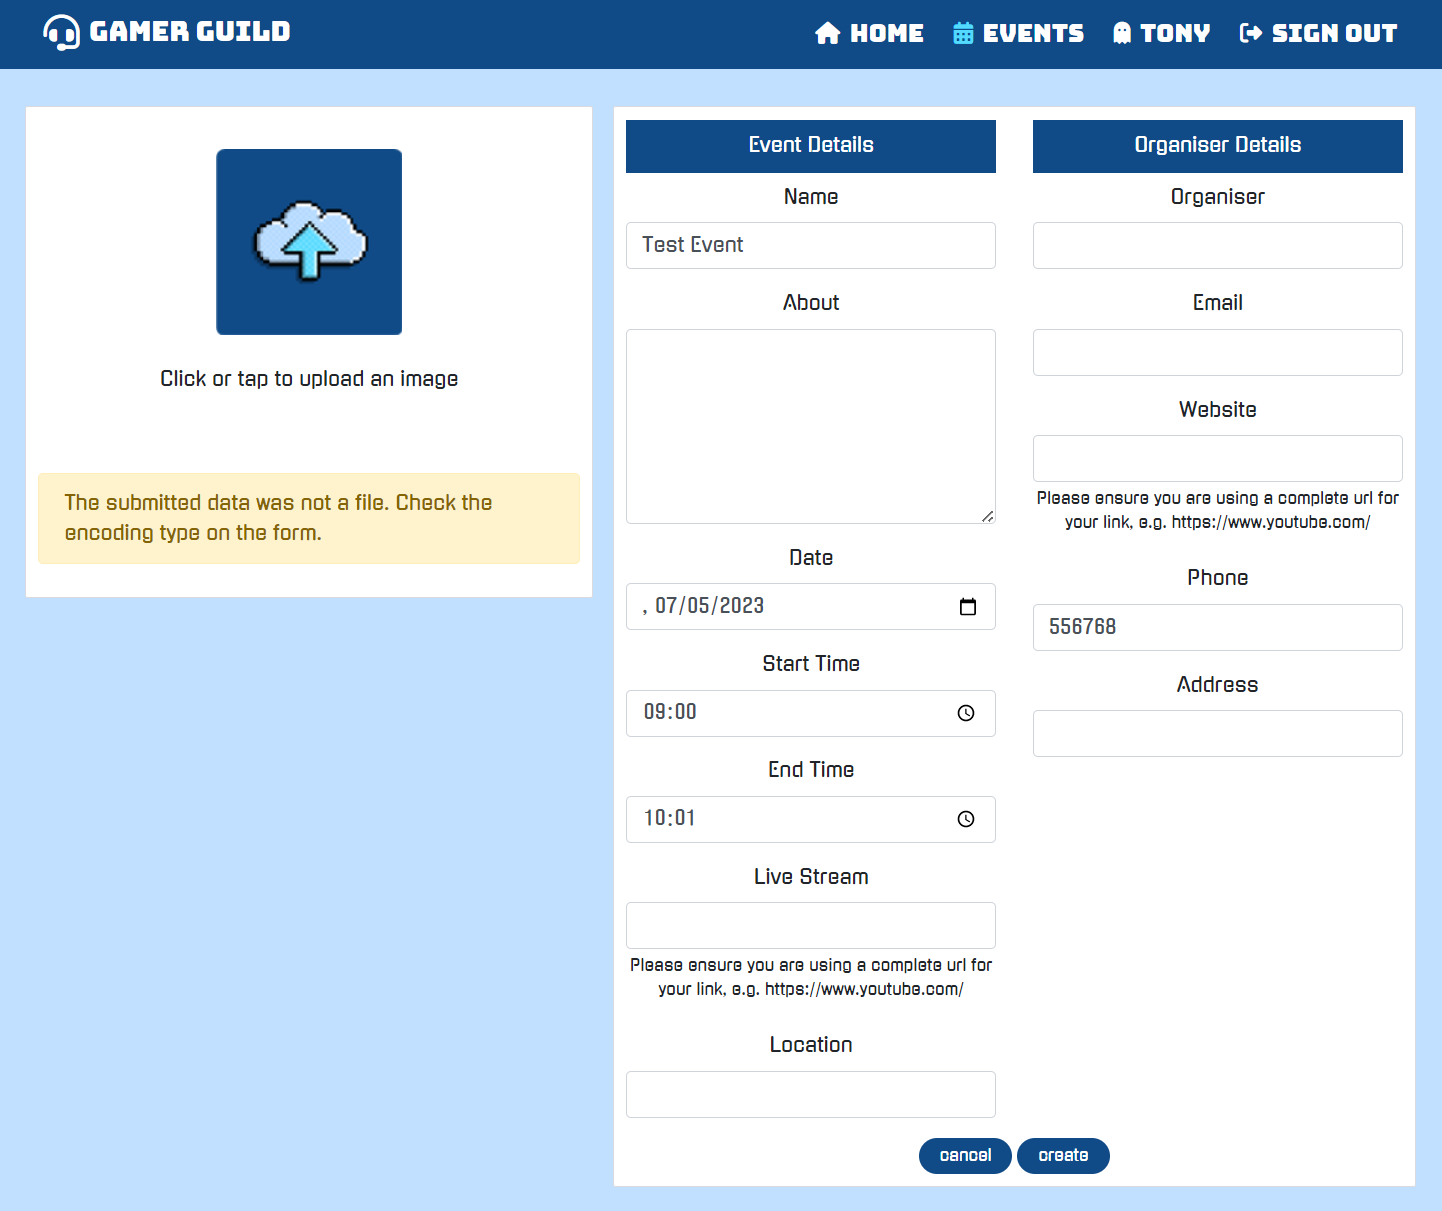 GAMER GUILD
HOME
EVENTS
TONY
SIGN OUT
Click or tap to upload an image
The submitted data was not a file. Check the
encoding type on the form.
Event Details
Name
Test Event
About
Date
, 07/05/2023
Start Time
09:00
End Time
10:01
Live Stream
Please ensure you are using a complete url for
your link, e.g. https://www.youtube.com/
Location
Organiser Details
Organiser
Email
Website
Please ensure you are using a complete url for
your link, e.g. https://www.youtube.com/
Phone
556768
Address
cancel
create